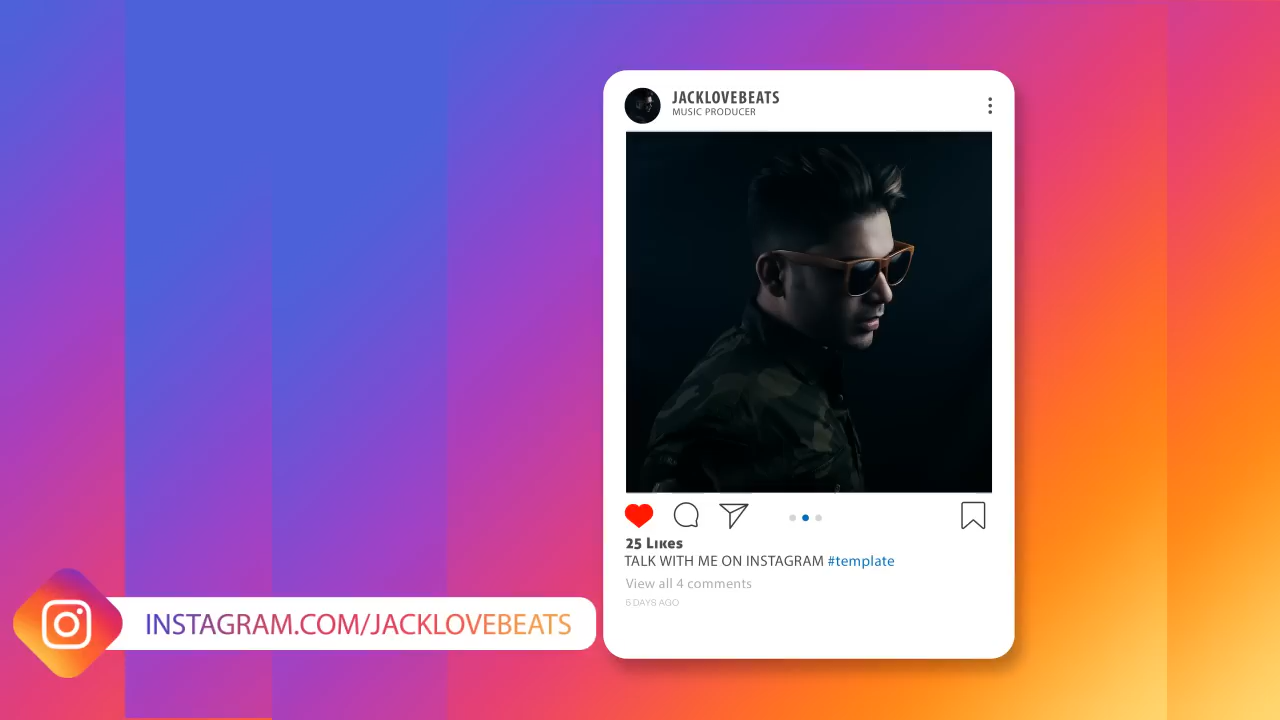 JACKLOVEBEATS
MUSIC PRODUCER
25 Likes
TALK WITH ME ON INSTAGRAM #template
View all 4 comments
5 DAYS AGO
INSTAGRAM.COM/JACKLOVEBEATS